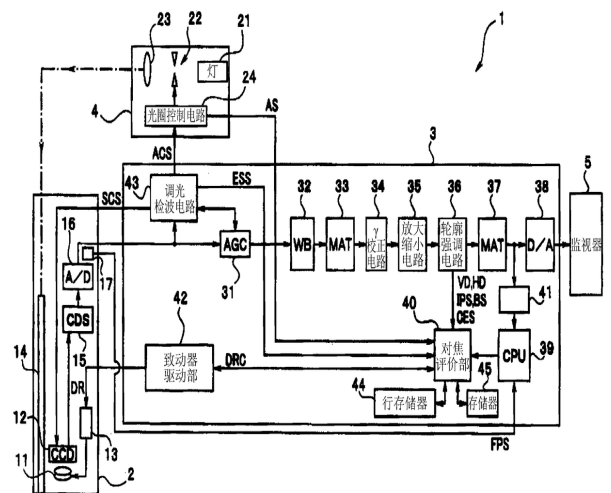 1
23
22
21
灯
24
光圈控制电路
4
AS
ACS
3
5
43
调光
检波电路
SCS
ESS
32
33
34
35
36
37
38
16
A/D
17
AGC
31
WB
MAT
γ
校正
电路
放大
缩小
电路
轮廓
强调
电路
MAT
D/A
监视器
VD,HD
IPS,BS
CES
41
CDS
15
42
致动器
驱动部
40
对焦
评价部
CPU
39
14
DR
DRC
12
13
44
行存储器
45
存储器
CCD
FPS
11
2